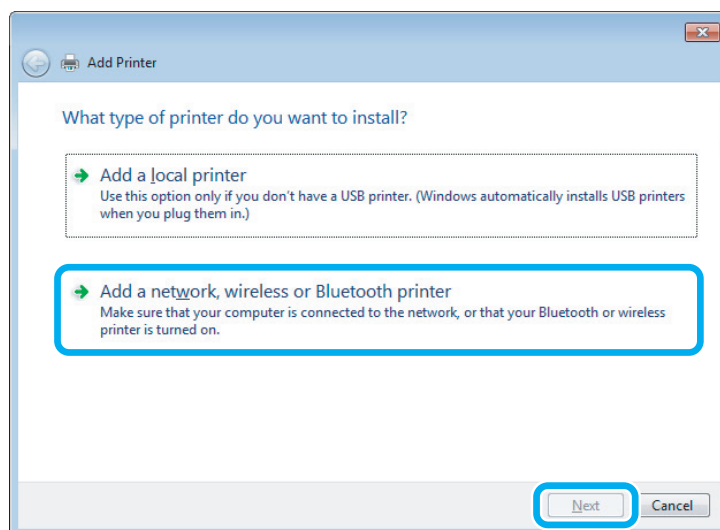 Add Printer
What type of printer do you want to install?
Add a local printer
Use this option only if you don't have a USB printer. (Windows automatically installs USB printers
when you plug them in.)
Add a network, wireless or Bluetooth printer
Make sure that your computer is connected to the network, or that your Bluetooth or wireless
printer is turned on.
Next Cancel